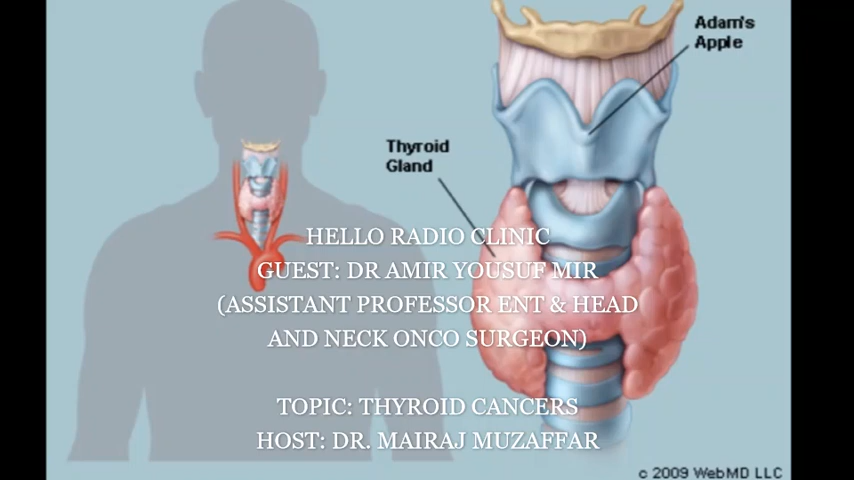 Adam's
Apple
Thyroid
Gland
HELLO RADIO CLINIC
GUEST: DR AMIR YOUSUF MIR
(ASSISTANT PROFESSOR ENT & HEAD
AND NECK ONCO SURGEON)
TOPIC: THYROID CANCERS
HOST: DR. MAIRAJ MUZAFFAR
© 2009 WebMD LLC